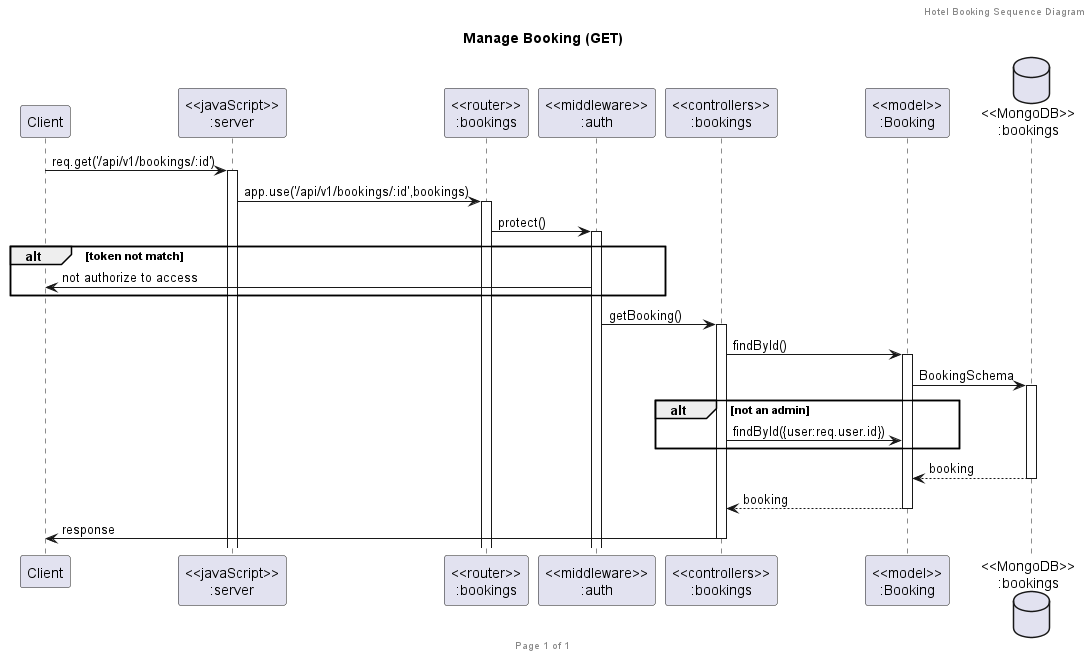 Hotel Booking Sequence Diagram
Manage Booking (GET)
Client
<<javaScript>>
:server
<<router>>
:bookings
<<middleware>>
:auth
<<controllers>>
:bookings
<<model>>
:Booking
<<MongoDB>>
:bookings
req.get('/api/v1/bookings/:id')
app.use('/api/v1/bookings/:id',bookings)
protect()
alt [token not match]
not authorize to access
getBooking()
findById()
BookingSchema
alt [not an admin]
findById({user:req.user.id})
booking
booking
response
Client
<<javaScript>>
:server
<<router>>
:bookings
<<middleware>>
:auth
<<controllers>>
:bookings
<<model>>
:Booking
<<MongoDB>>
:bookings
Page 1 of 1